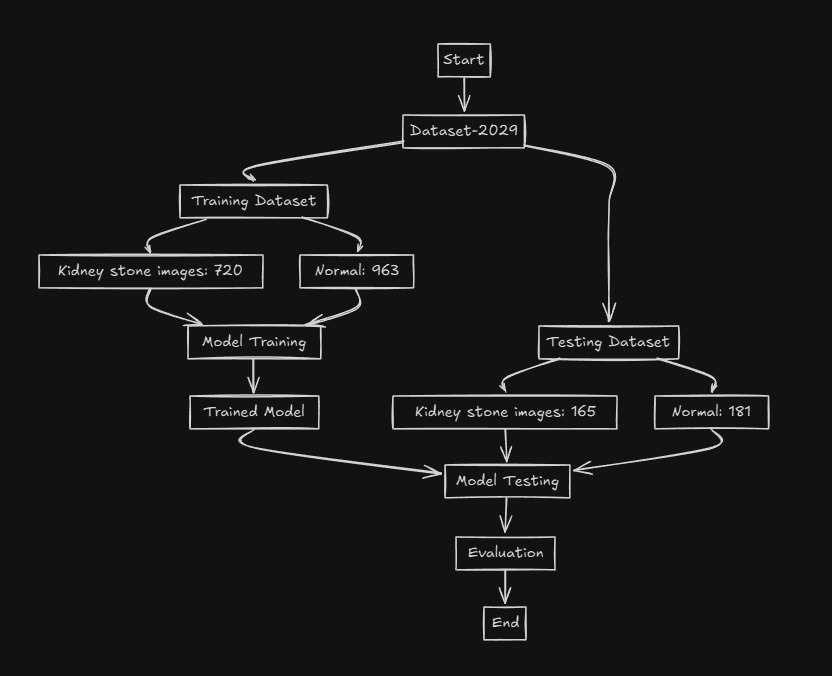 Start
Dataset-2029
Training Dataset
Kidney stone images: 720
Normal: 963
Model Training
Testing Dataset
Trained Model
Kidney stone images: 165
Normal: 181
Model Testing
Evaluation
End